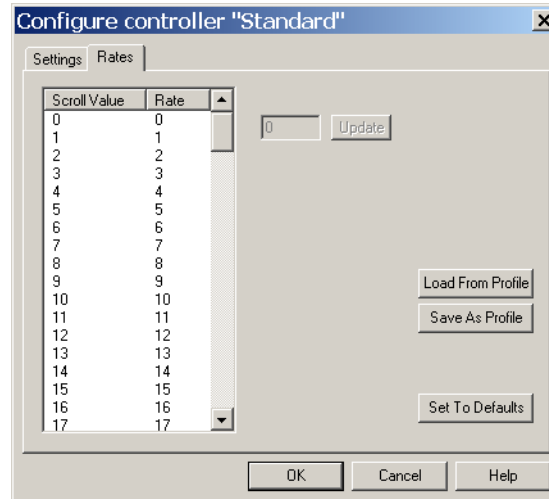 Configure controller "Standard"
Settings Rates
Scroll Value Rate
0 0
0 Update
1 1
2 2
3 3
4 4
5 5
6 6
7 7
8 8
9 9
Load From Profile
10 10
11 11
Save As Profile
12 12
13 13
14 14
15 15
16 16
Set To Defaults
17 17
OK Cancel Help